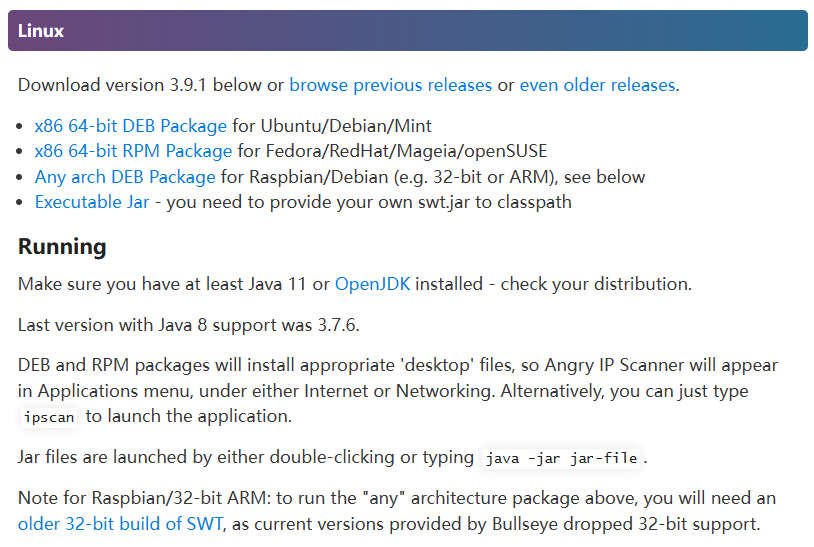 Linux
Download version 3.9.1 below or browse previous releases or even older releases.
• x86 64-bit DEB Package for Ubuntu/Debian/Mint
• x86 64-bit RPM Package for Fedora/RedHat/Mageia/openSUSE
• Any arch DEB Package for Raspbian/Debian (e.g. 32-bit or ARM), see below
• Executable Jar - you need to provide your own swt.jar to classpath
Running
Make sure you have at least Java 11 or OpenJDK installed - check your distribution.
Last version with Java 8 support was 3.7.6.
DEB and RPM packages will install appropriate 'desktop' files, so Angry IP Scanner will appear
in Applications menu, under either Internet or Networking. Alternatively, you can just type
ipscan to launch the application.
Jar files are launched by either double-clicking or typing java -jar jar-file.
Note for Raspbian/32-bit ARM: to run the "any" architecture package above, you will need an
older 32-bit build of SWT, as current versions provided by Bullseye dropped 32-bit support.